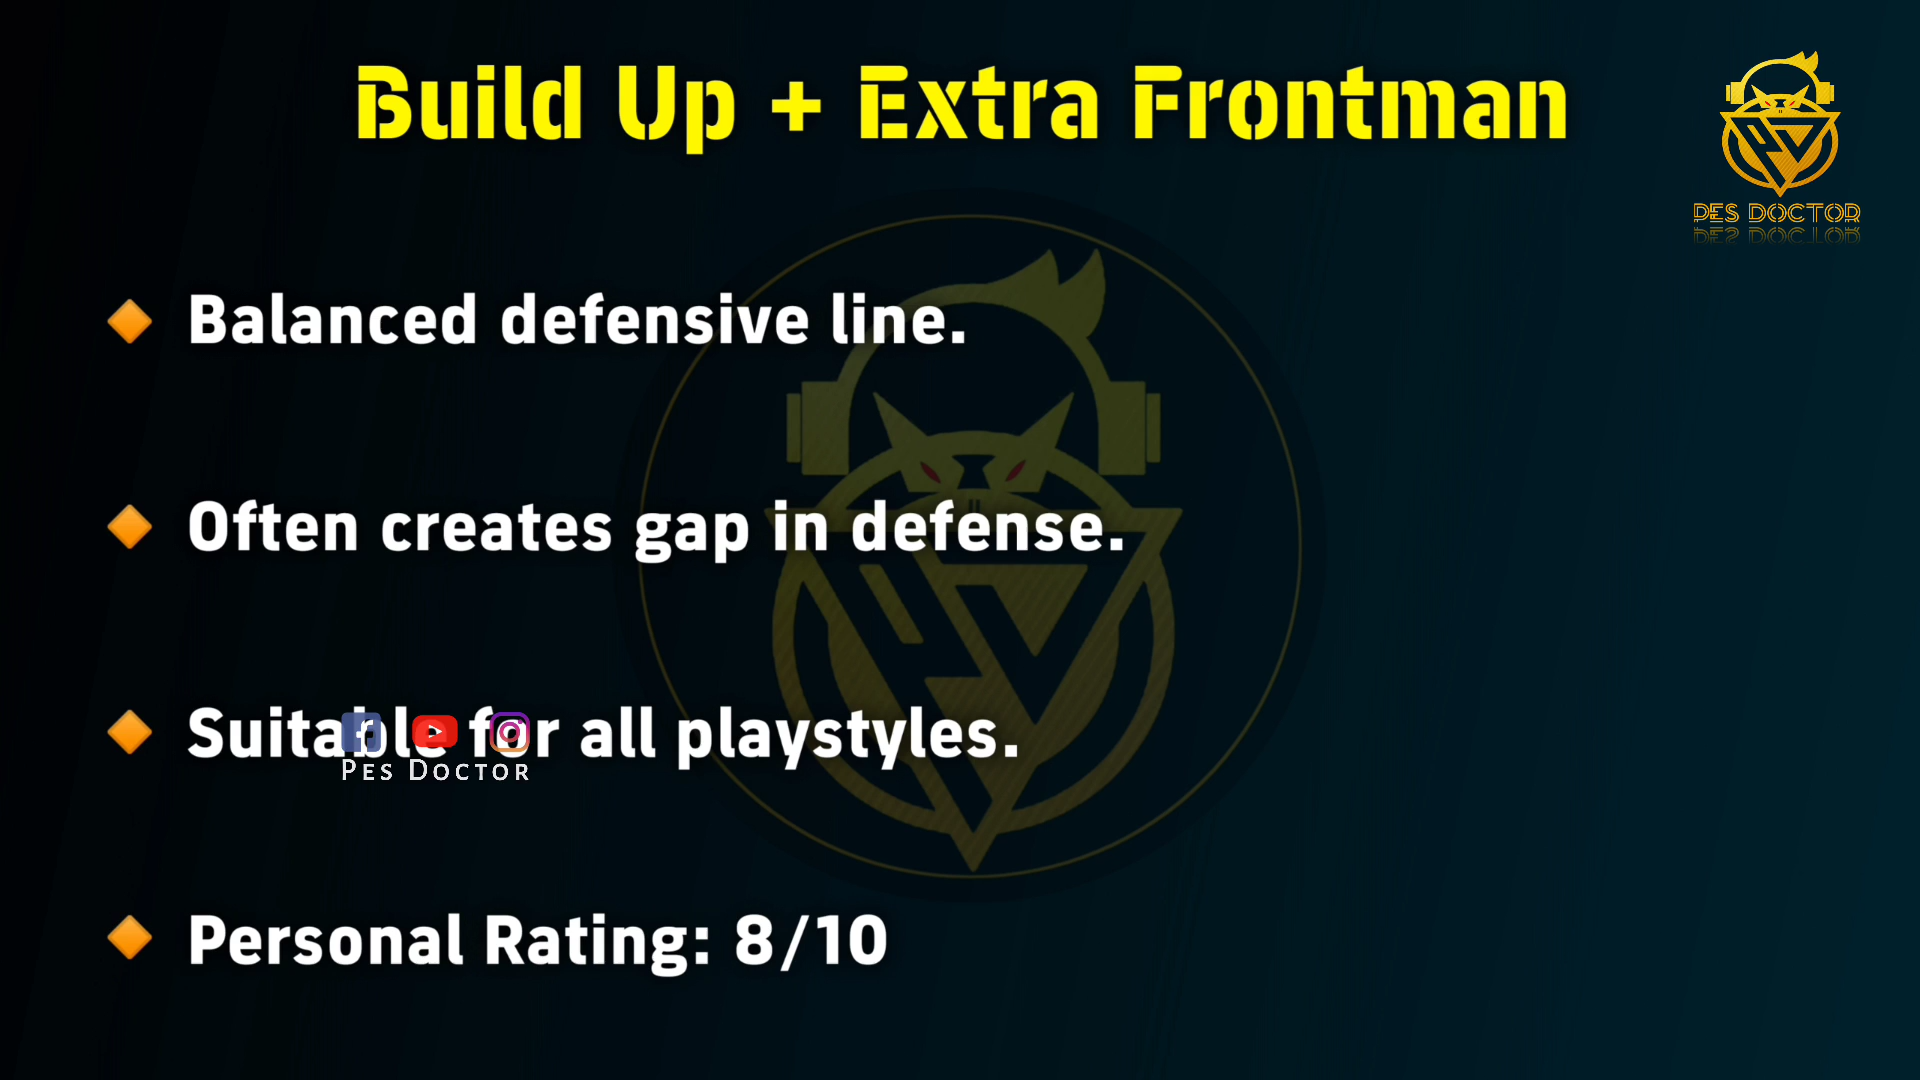 Build Up + Extra Frontman
PES DOCTOR
Balanced defensive line.
Often creates gap in defense.
Suitable for all playstyles.
PES DOCTOR
Personal Rating: 8/10